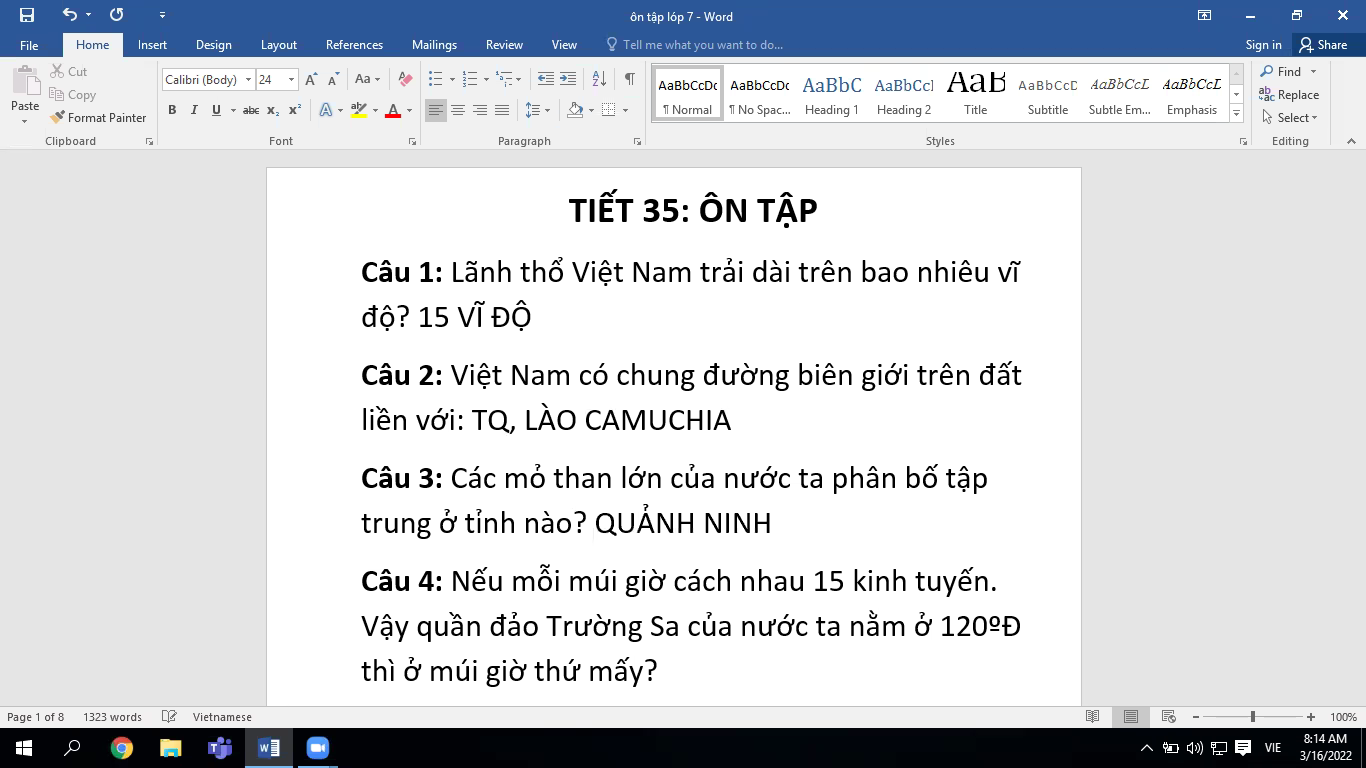 ôn tập lóp 7 - Word
File Home Insert Design Layout References Mailings Review View Tell me what you want to do... Sign in Share
Paste
Cut
Copy
Format Painter
Clipboard
Calibri (Body) 24
Font
Paragraph
AaBbCcDc AaBbCcDc AaBbC AaBbCcI AaB AaBbCcD AaBbCcL AaBbCcL
¶ Normal ¶ No Spac... Heading 1 Heading 2 Title Subtitle Subtle Em... Emphasis
Styles
Find
Replace
Select
Editing
TIẾT 35: ÔN TẬP
Câu 1: Lãnh thổ Việt Nam trải dài trên bao nhiêu vĩ
độ? 15 VĨ ĐỘ
Câu 2: Việt Nam có chung đường biên giới trên đất
liền với: TQ, LÀO CAMUCHIA
Câu 3: Các mỏ than lớn của nước ta phân bố tập
trung ở tỉnh nào? QUẢNH NINH
Câu 4: Nếu mỗi múi giờ cách nhau 15 kinh tuyến.
Vậy quần đảo Trường Sa của nước ta nằm ở 120ºĐ
thì ở múi giờ thứ mấy?
Page 1 of 8 1323 words Vietnamese 100%
VIE
8:14 AM
3/16/2022